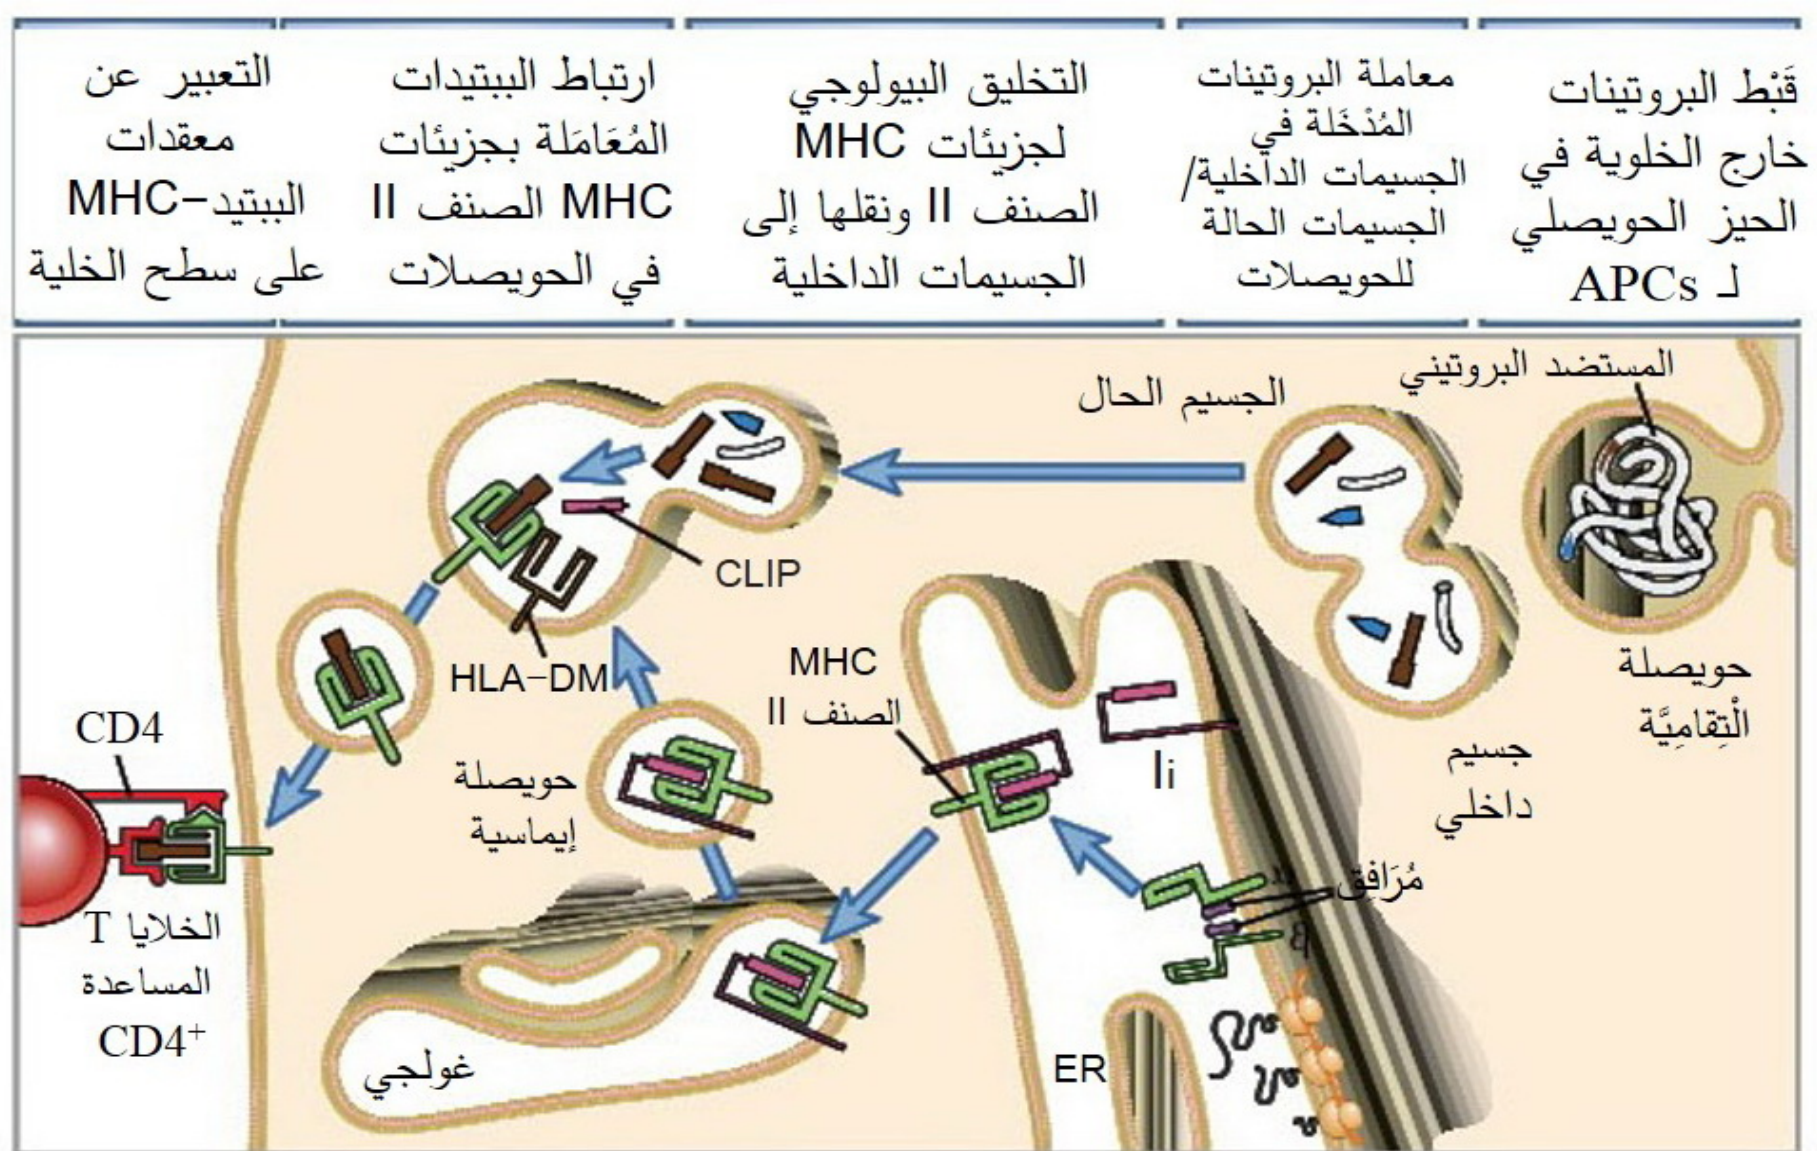 قَبْط البروتينات
خارج الخلوية في
الحيز الحويصلي
لـ APCs
معاملة البروتينات
المُدْخَلة في
الجسيمات الداخلية/
الجسيمات الحالة
للحويصلات
التخليق البيولوجي
لجزيئات MHC
الصنف II ونقلها إلى
الجسيمات الداخلية
ارتباط الببتيدات
المُعَامَلة بجزيئات
MHC الصنف II
في الحويصلات
التعبير عن
معقدات
الببتيد–MHC
على سطح الخلية
المستضد البروتيني
الجسيم الحال
CLIP
HLA–DM
MHC
الصنف II
حويصلة
الْتِقامِيَّة
جسيم
داخلي
Ii
CD4
حويصلة
إيماسية
مُرَافِق
α
β
الخلايا T
المساعدة
CD4⁺
غولجي
ER